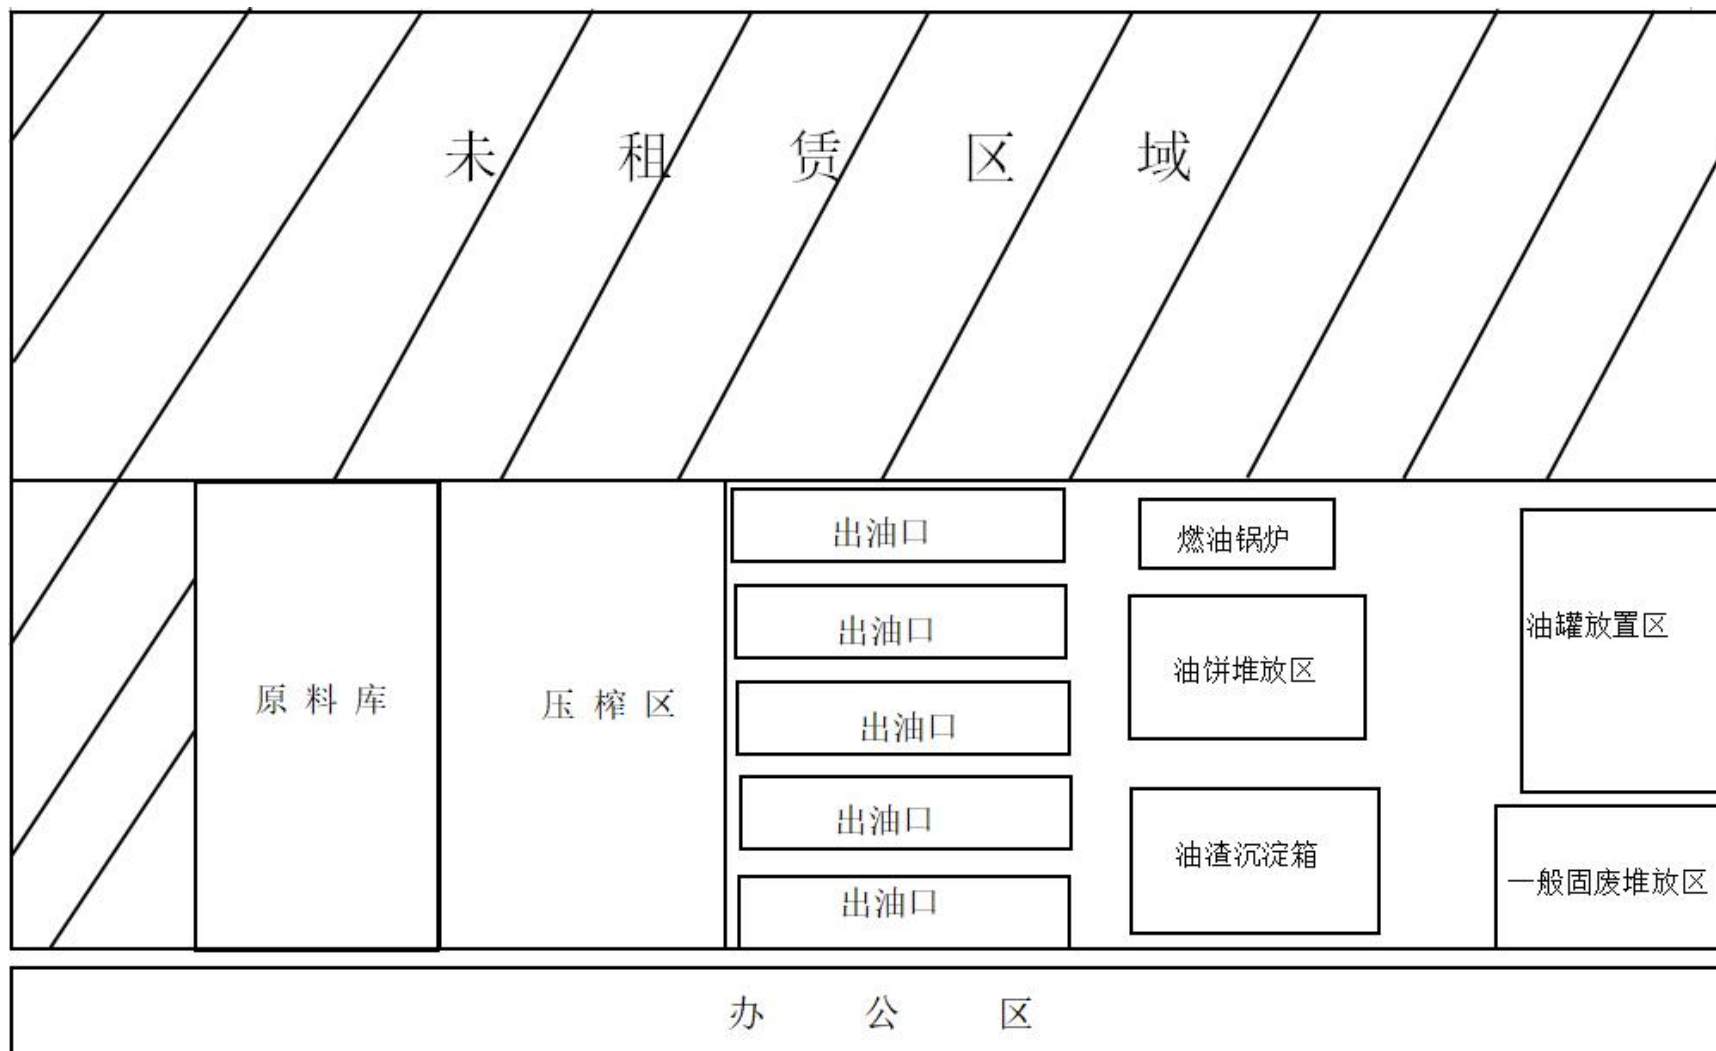 未租赁区域
出油口
燃油锅炉
油罐放置区
出油口
油饼堆放区
原料库
压榨区
出油口
出油口
油渣沉淀箱
一般固废堆放区
出油口
办公区